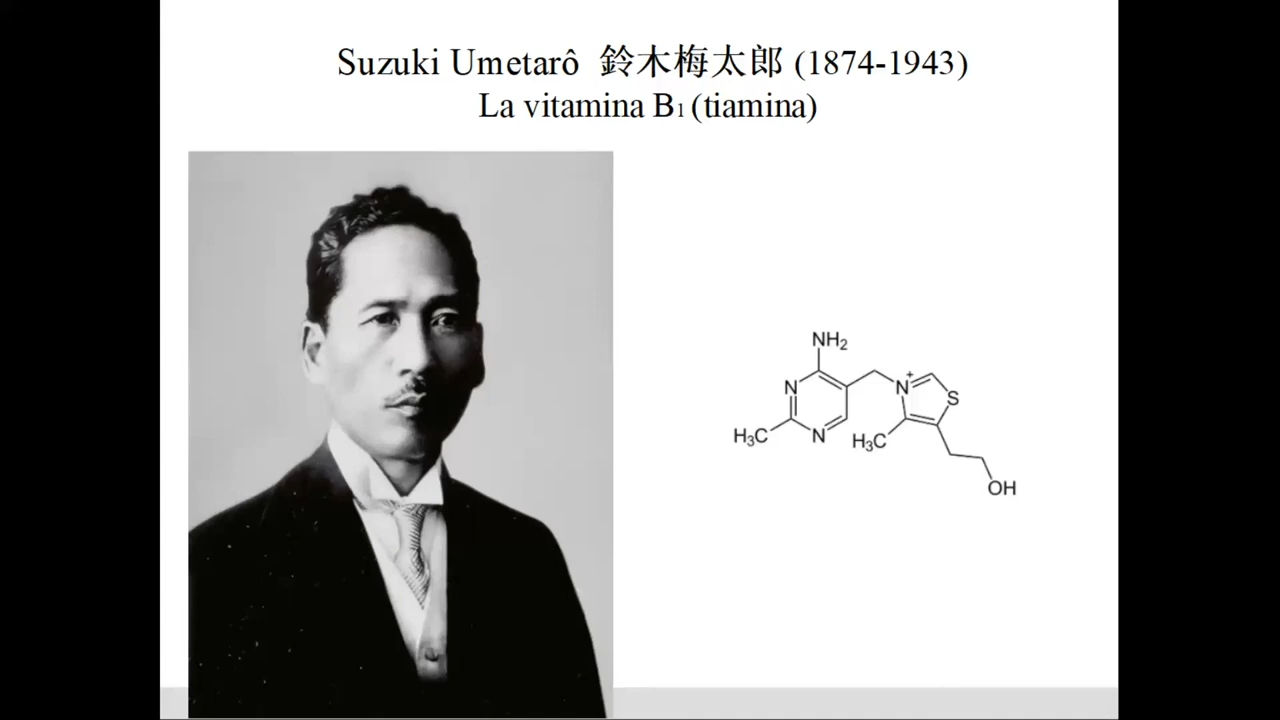 Suzuki Umetarô 鈴木梅太郎 (1874-1943)
La vitamina B₁ (tiamina)
NH₂
N
N
H₃C
N⁺
S
H₃C
OH